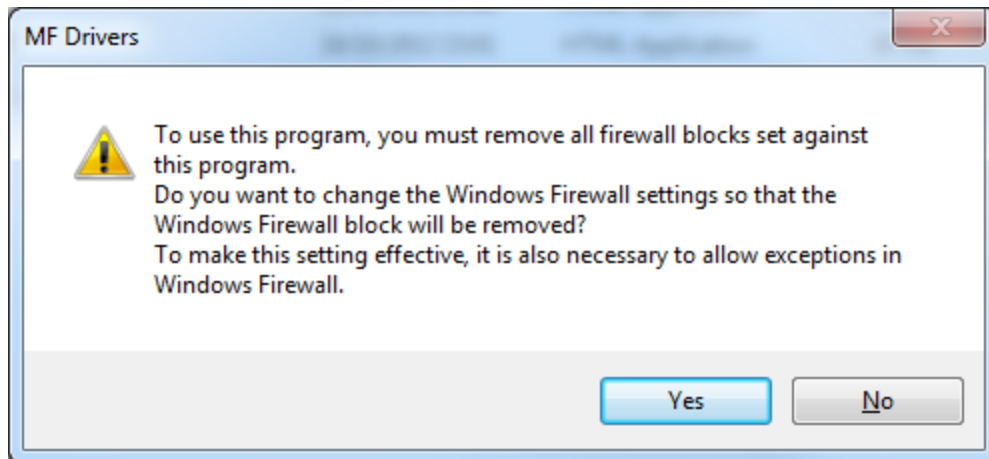 MF Drivers
To use this program, you must remove all firewall blocks set against
this program.
Do you want to change the Windows Firewall settings so that the
Windows Firewall block will be removed?
To make this setting effective, it is also necessary to allow exceptions in
Windows Firewall.
Yes
No